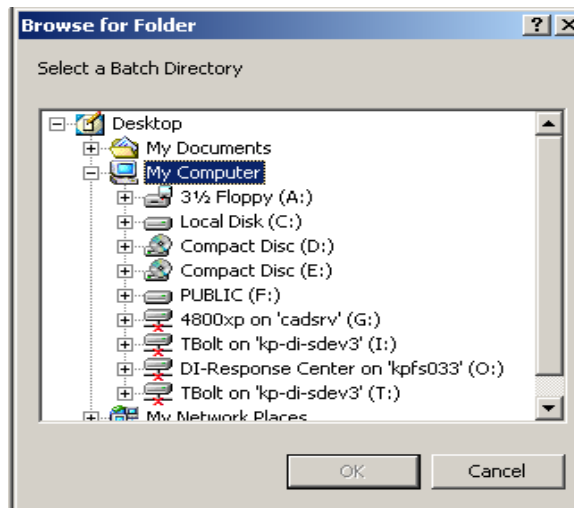 Browse for Folder
Select a Batch Directory
Desktop
My Documents
My Computer
3½ Floppy (A:)
Local Disk (C:)
Compact Disc (D:)
Compact Disc (E:)
PUBLIC (F:)
4800xp on 'cadsrv' (G:)
TBolt on 'kp-di-sdev3' (I:)
DI-Response Center on 'kpfs033' (O:)
TBolt on 'kp-di-sdev3' (T:)
My Network Places
OK Cancel